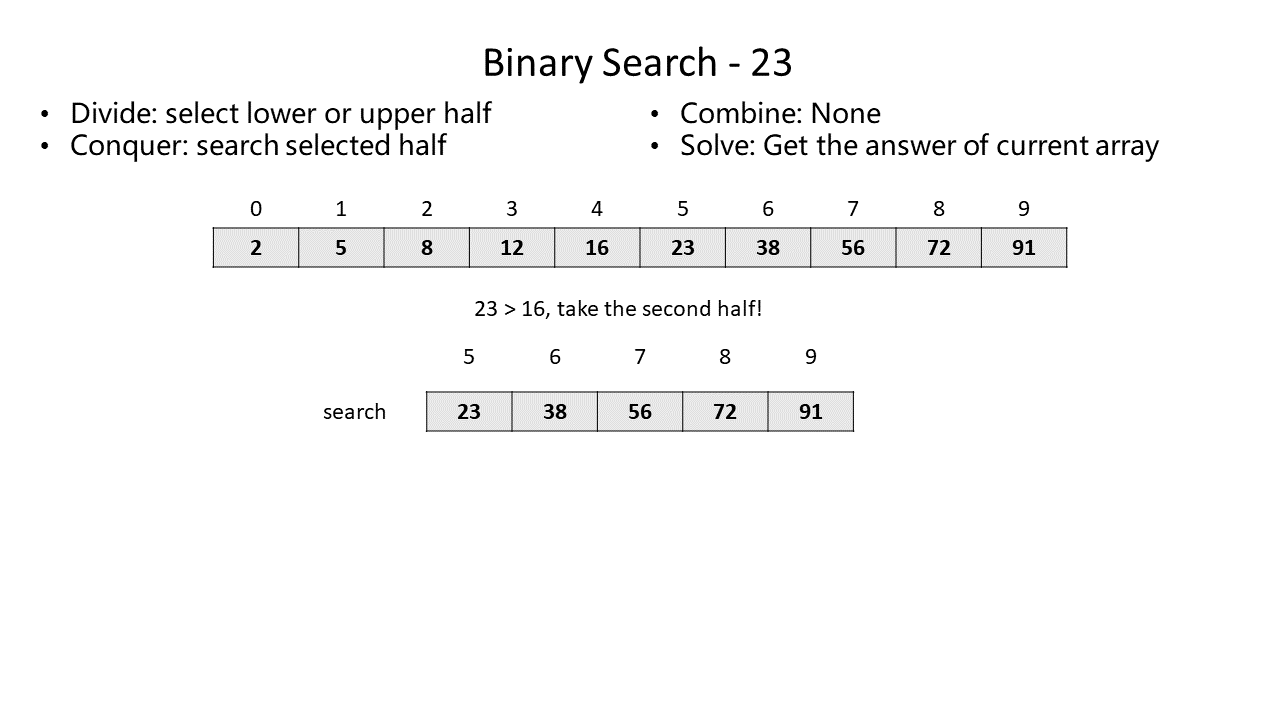 Binary Search - 23
• Divide: select lower or upper half
• Conquer: search selected half
• Combine: None
• Solve: Get the answer of current array
0 1 2 3 4 5 6 7 8 9
2 5 8 12 16 23 38 56 72 91
23 > 16, take the second half!
5 6 7 8 9
search 23 38 56 72 91